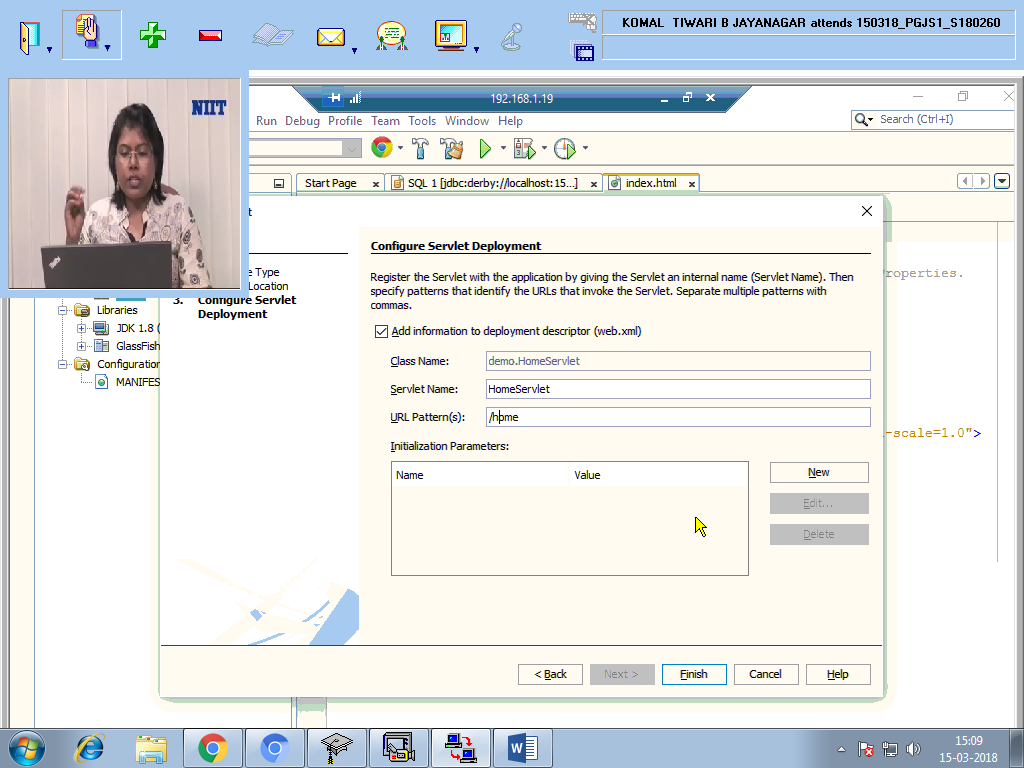 KOMAL TIWARI B JAYANAGAR attends 150318_PGJS1_S180260
NIIT
192.168.1.19
Run Debug Profile Team Tools Window Help
Search (Ctrl+I)
Start Page
SQL 1 [jdbc:derby://localhost:15...]
index.html
Configure Servlet Deployment
Register the Servlet with the application by giving the Servlet an internal name (Servlet Name). Then
specify patterns that identify the URLs that invoke the Servlet. Separate multiple patterns with
commas.
Type
Location
3. Configure Servlet
Deployment
roperties.
Add information to deployment descriptor (web.xml)
Class Name: demo.HomeServlet
Servlet Name: HomeServlet
URL Pattern(s): /home
Initialization Parameters:
Name Value
New
Edit...
Delete
Libraries
JDK 1.8 (
GlassFish
Configuration
MANIFES
-scale=1.0">
< Back Next > Finish Cancel Help
15:09
15-03-2018